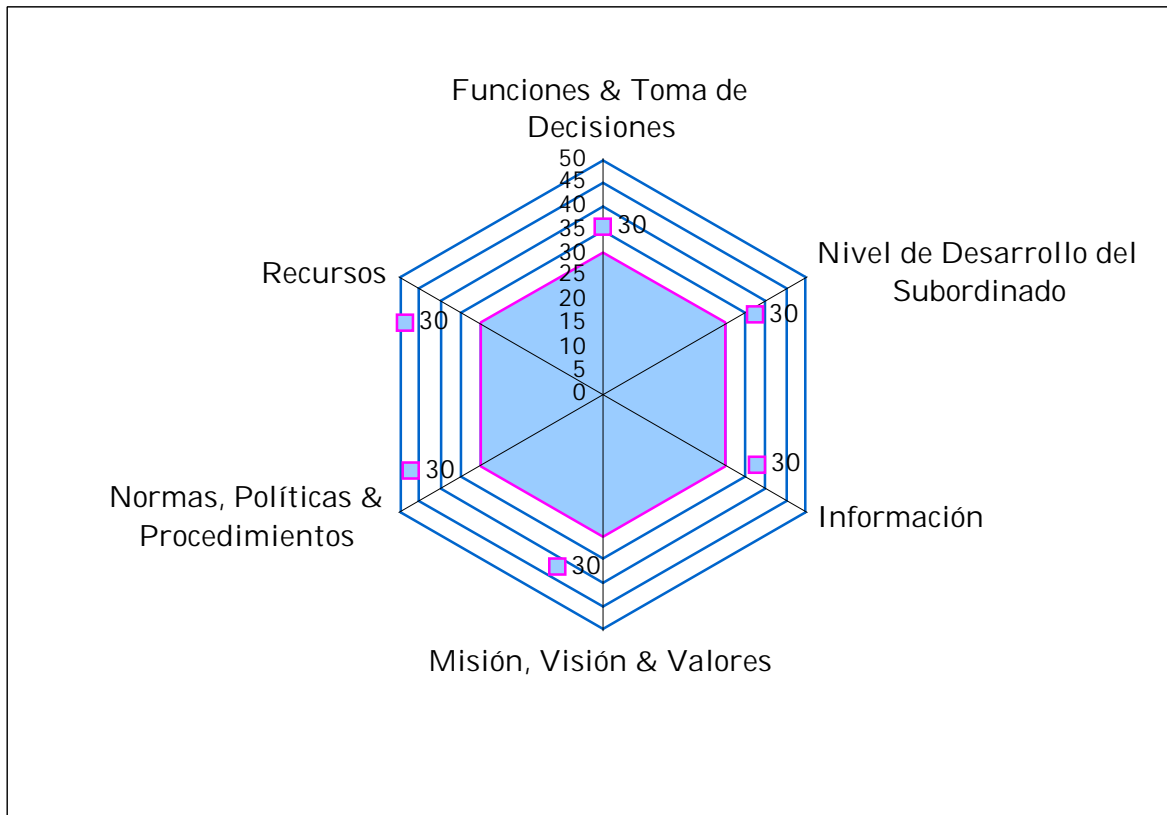 Funciones & Toma de
Decisiones
50
45
40
35
30
25
20
15
10
5
0
30
Nivel de Desarrollo del
Subordinado
30
Recursos
30
30
Información
30
Normas, Políticas &
Procedimientos
30
Misión, Visión & Valores